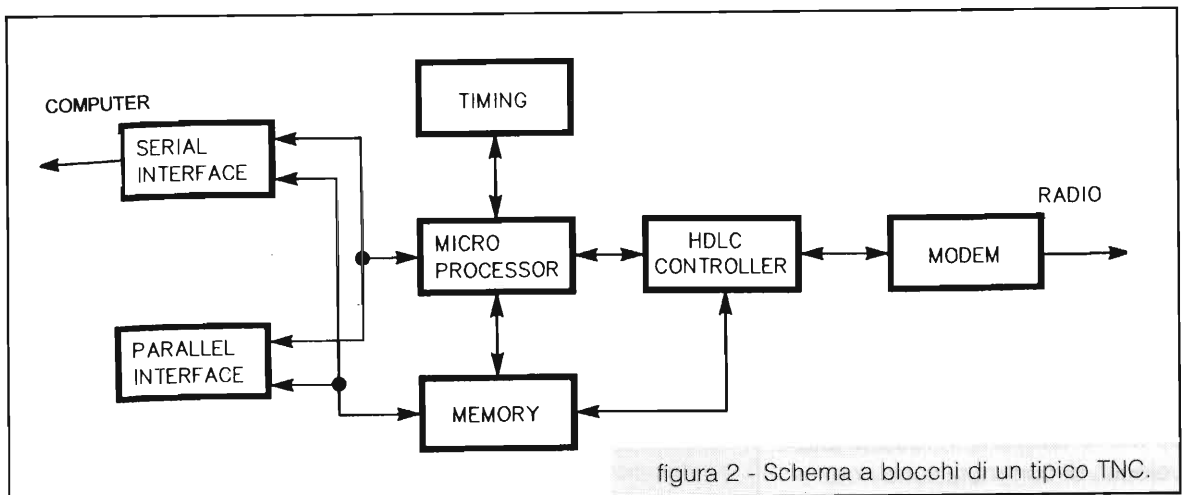 COMPUTER
SERIAL
INTERFACE
TIMING
MICRO
PROCESSOR
HDLC
CONTROLLER
RADIO
MODEM
PARALLEL
INTERFACE
MEMORY
figura 2 - Schema a blocchi di un tipico TNC.